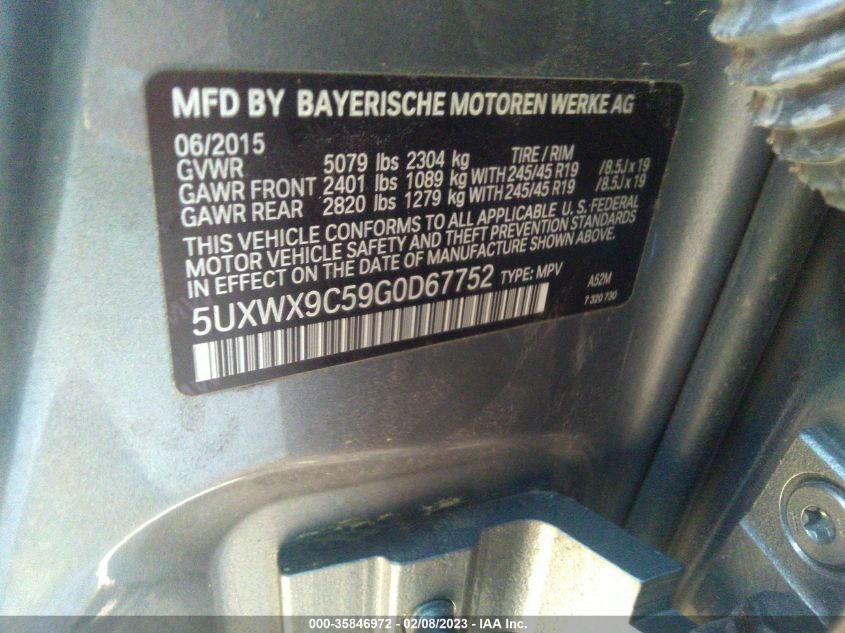 MFD BY BAYERISCHE MOTOREN WERKE AG
06/2015 TIRE / RIM
GVWR 5079 lbs 2304 kg
GAWR FRONT 2401 lbs 1089 kg WITH 245/45 R19 /8.5J x 19
GAWR REAR 2820 lbs 1279 kg WITH 245/45 R19 /8.5J x 19
THIS VEHICLE CONFORMS TO ALL APPLICABLE U.S. FEDERAL
MOTOR VEHICLE SAFETY AND THEFT PREVENTION STANDARDS
IN EFFECT ON THE DATE OF MANUFACTURE SHOWN ABOVE.
5UXWX9C59G0D67752 TYPE: MPV A52M
7 320 730
000-35846972 - 02/08/2023 - IAA Inc.